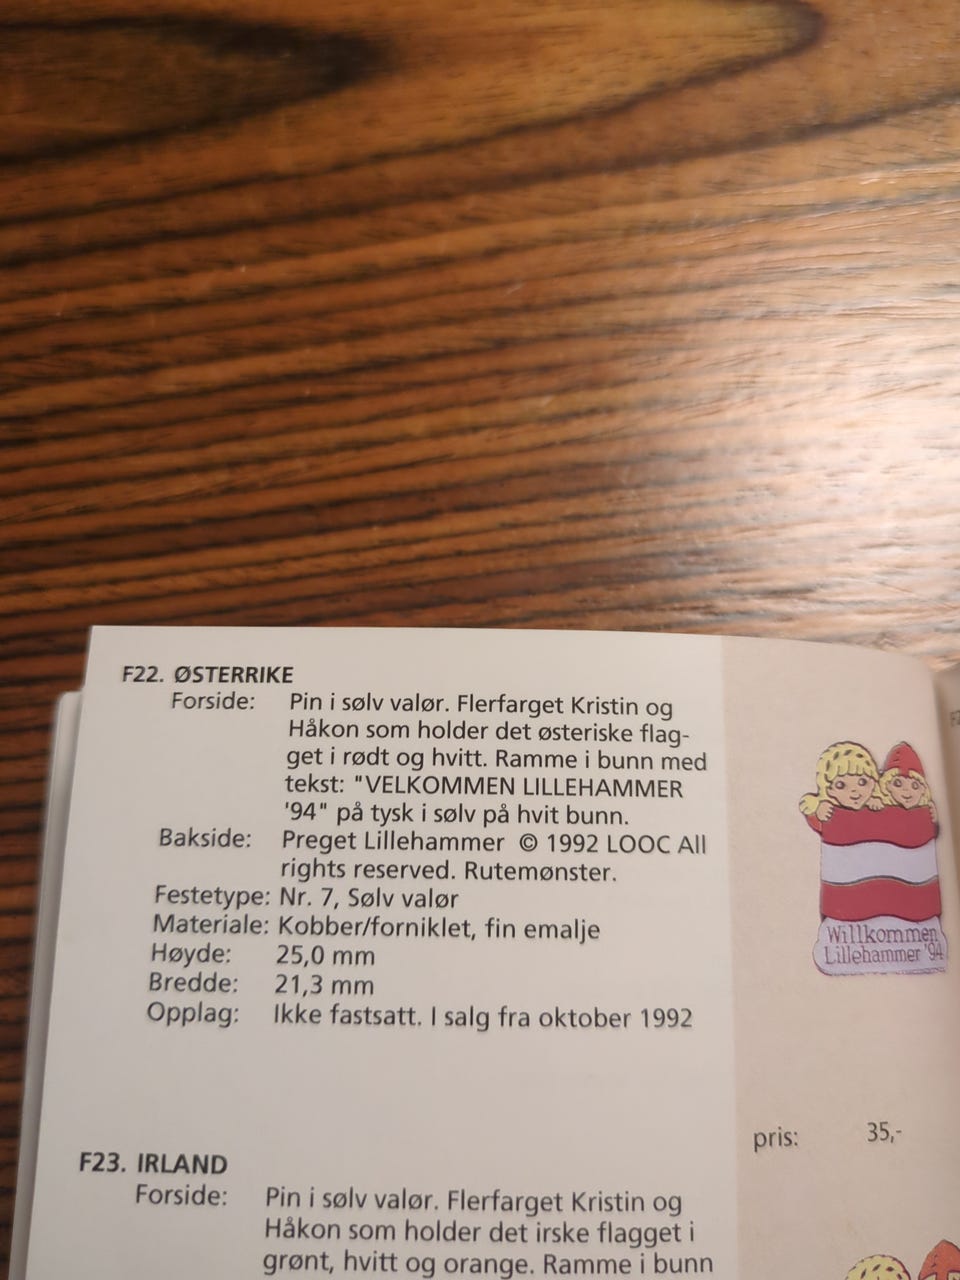 F22. ØSTERRIKE
Forside: Pin i sølv valør. Flerfarget Kristin og
Håkon som holder det østeriske flag-
get i rødt og hvitt. Ramme i bunn med
tekst: "VELKOMMEN LILLEHAMMER
'94" på tysk i sølv på hvit bunn.
Bakside: Preget Lillehammer © 1992 LOOC All
rights reserved. Rutemønster.
Festetype: Nr. 7, Sølv valør
Materiale: Kobber/forniklet, fin emalje
Høyde: 25,0 mm
Bredde: 21,3 mm
Opplag: Ikke fastsatt. I salg fra oktober 1992
Willkommen
Lillehammer '94
pris: 35,-
F23. IRLAND
Forside: Pin i sølv valør. Flerfarget Kristin og
Håkon som holder det irske flagget i
grønt, hvitt og orange. Ramme i bunn